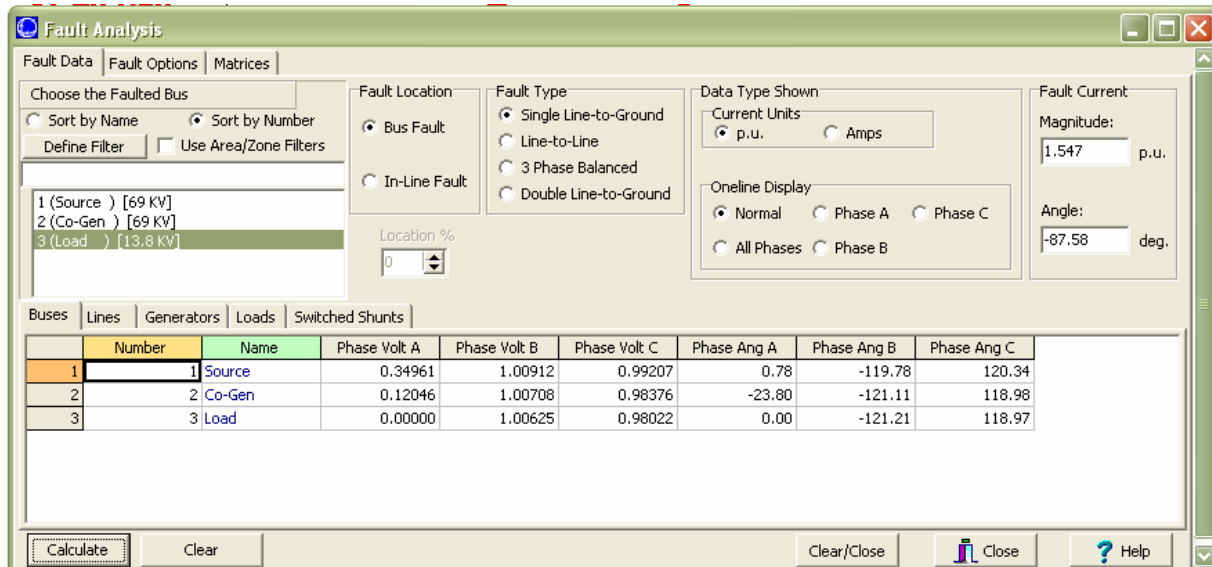 Fault Analysis
Fault Data Fault Options Matrices
Choose the Faulted Bus
Sort by Name Sort by Number
Define Filter Use Area/Zone Filters
1 (Source ) [69 KV]
2 (Co-Gen ) [69 KV]
3 (Load ) [13.8 KV]
Fault Location
Bus Fault
In-Line Fault
Location %
0
Fault Type
Single Line-to-Ground
Line-to-Line
3 Phase Balanced
Double Line-to-Ground
Data Type Shown
Current Units
p.u. Amps
Oneline Display
Normal Phase A Phase C
All Phases Phase B
Fault Current
Magnitude:
1.547 p.u.
Angle:
-87.58 deg.
Buses Lines Generators Loads Switched Shunts
Number Name Phase Volt A Phase Volt B Phase Volt C Phase Ang A Phase Ang B Phase Ang C
1 1 Source 0.34961 1.00912 0.99207 0.78 -119.78 120.34
2 2 Co-Gen 0.12046 1.00708 0.98376 -23.80 -121.11 118.98
3 3 Load 0.00000 1.00625 0.98022 0.00 -121.21 118.97
Calculate Clear Clear/Close Close ? Help